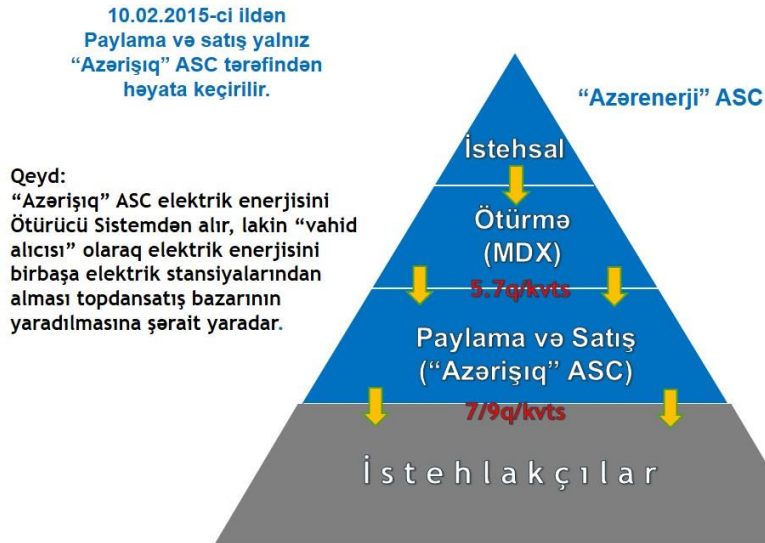 10.02.2015-ci ildən
Paylama və satış yalnız
“Azərişıq” ASC tərəfindən
həyata keçirilir.
“Azərenerji” ASC
Qeyd:
“Azərişıq” ASC elektrik enerjisini
Ötürücü Sistemdən alır, lakin “vahid
alıcısı” olaraq elektrik enerjisini
birbaşa elektrik stansiyalarından
alması topdansatış bazarının
yaradılmasına şərait yaradar.
İstehsal
Ötürmə
(MDX)
5.7q/kvts
Paylama və Satış
(“Azərişıq” ASC)
7/9q/kvts
İstehlakçılar